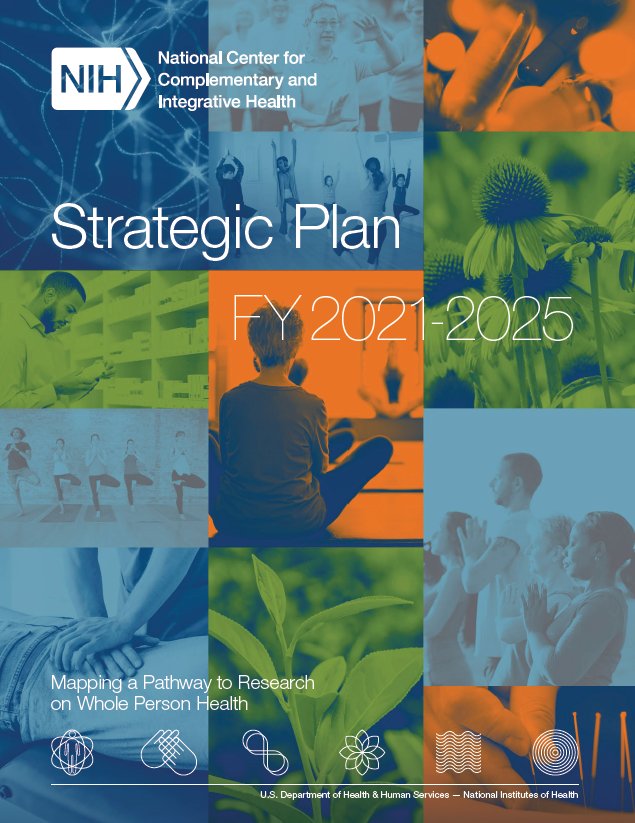 NIH
National Center for
Complementary and
Integrative Health
Strategic Plan
FY 2021-2025
Mapping a Pathway to Research
on Whole Person Health
U.S. Department of Health & Human Services — National Institutes of Health